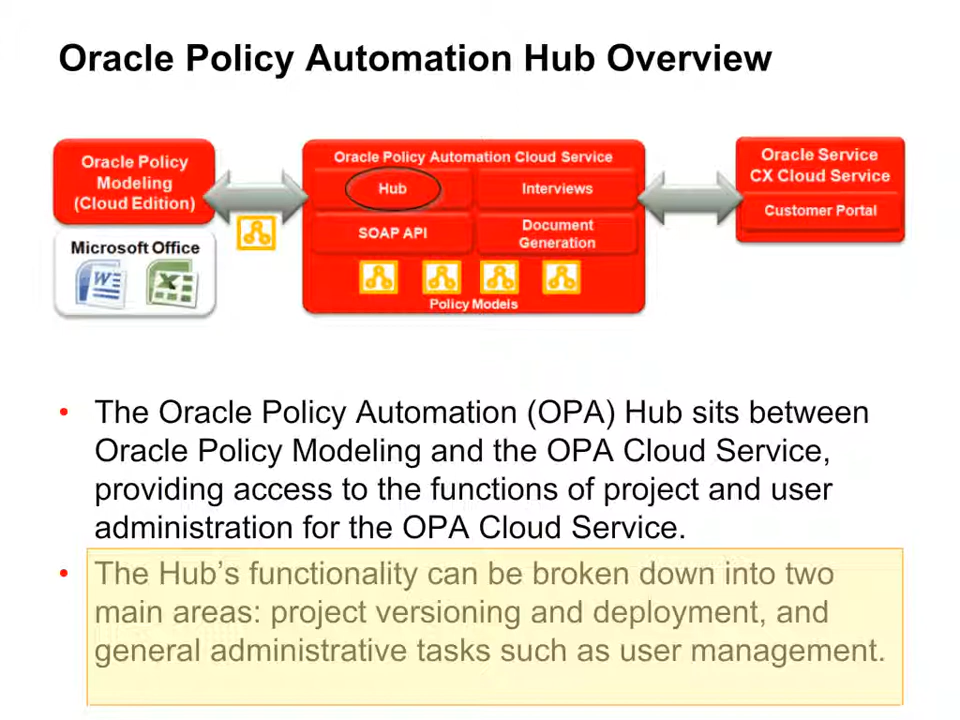 Oracle Policy Automation Hub Overview
Oracle Policy
Modeling
(Cloud Edition)
Microsoft Office
Oracle Policy Automation Cloud Service
Hub
Interviews
SOAP API
Document
Generation
Policy Models
Oracle Service
CX Cloud Service
Customer Portal
• The Oracle Policy Automation (OPA) Hub sits between
Oracle Policy Modeling and the OPA Cloud Service,
providing access to the functions of project and user
administration for the OPA Cloud Service.
• The Hub’s functionality can be broken down into two
main areas: project versioning and deployment, and
general administrative tasks such as user management.